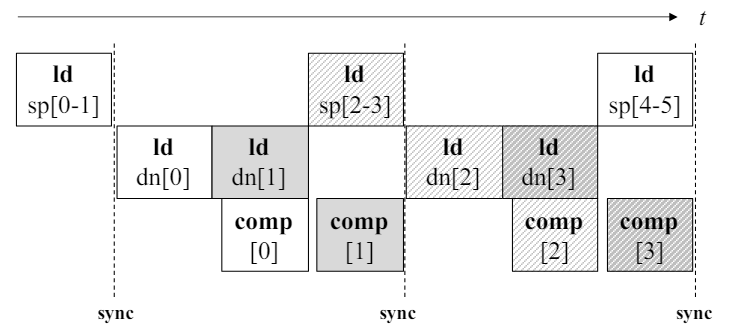 t
ld
sp[0-1]
ld
sp[2-3]
ld
sp[4-5]
ld
dn[0]
ld
dn[1]
ld
dn[2]
ld
dn[3]
comp
[0]
comp
[1]
comp
[2]
comp
[3]
sync
sync
sync